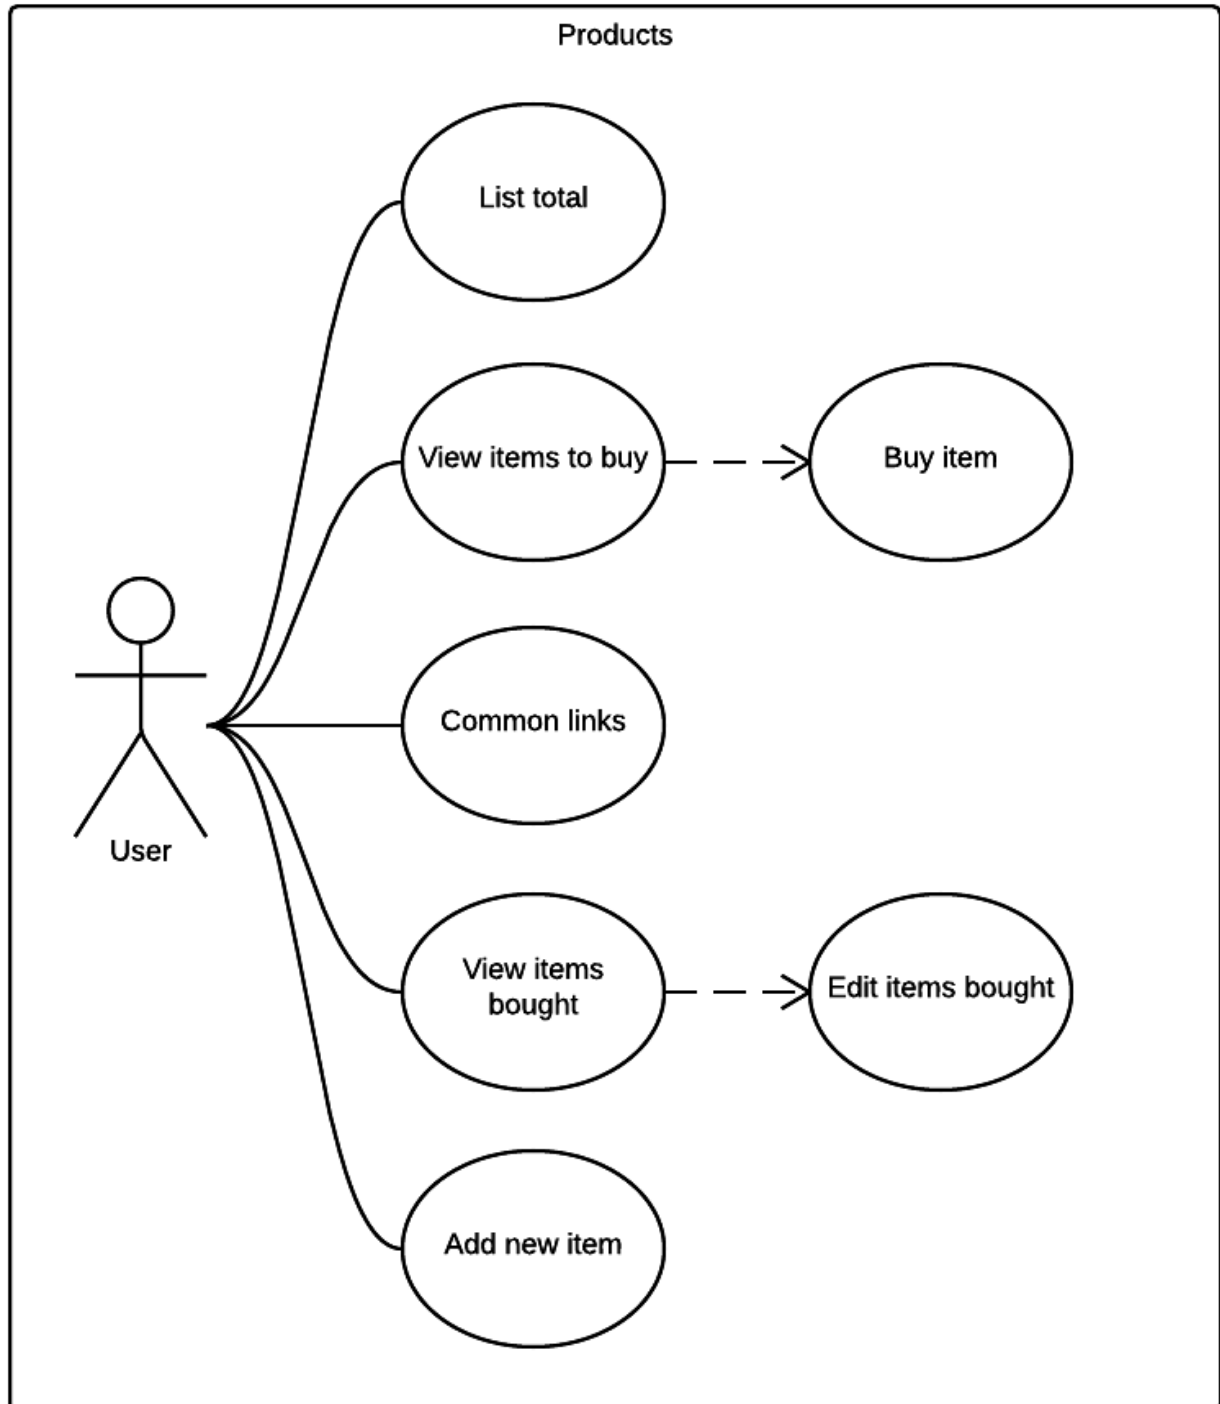 Products
List total
View items to buy
Buy item
Common links
User
View items
bought
Edit items bought
Add new item